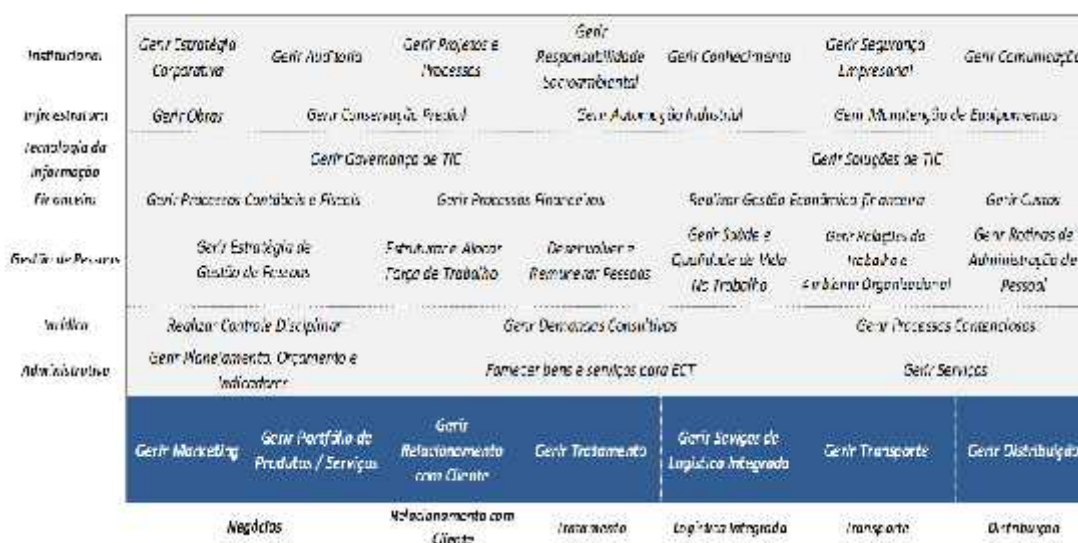 Institucional
Gerir Estratégia
Corporativa
Gerir Auditoria
Gerir Projetos e
Processos
Gerir
Responsabilidade
Socioambiental
Gerir Conhecimento
Gerir Segurança
Empresarial
Gerir Comunicação
Infraestrutura
Gerir Obras
Gerir Conservação Predial
Gerir Automação Industrial
Gerir Manutenção de Equipamentos
Tecnologia da
Informação
Gerir Governança de TIC
Gerir Soluções de TIC
Financeira
Gerir Processos Contábeis e Fiscais
Gerir Processos Financeiros
Realizar Gestão Econômico financeira
Gerir Custos
Gestão de Pessoas
Gerir Estratégia de
Gestão de Pessoas
Estruturar e Alocar
Força de Trabalho
Desenvolver e
Remunerar Pessoas
Gerir Saúde e
Qualidade de Vida
No Trabalho
Gerir Relações do
Trabalho e
Ambiente Organizacional
Gerir Rotinas de
Administração de
Pessoal
Jurídica
Realizar Controle Disciplinar
Gerir Demandas Consultivas
Gerir Processos Contenciosos
Administrativa
Gerir Planejamento, Orçamento e
Indicadores
Fornecer bens e serviços para ECT
Gerir Serviços
Gerir Marketing
Gerir Portfólio de
Produtos / Serviços
Gerir
Relacionamento
com Cliente
Gerir Tratamento
Gerir Seviços de
Logística Integrada
Gerir Transporte
Gerir Distribuição
Negócios
Relacionamento com
Cliente
Tratamento
Logística Integrada
Transporte
Distribuição